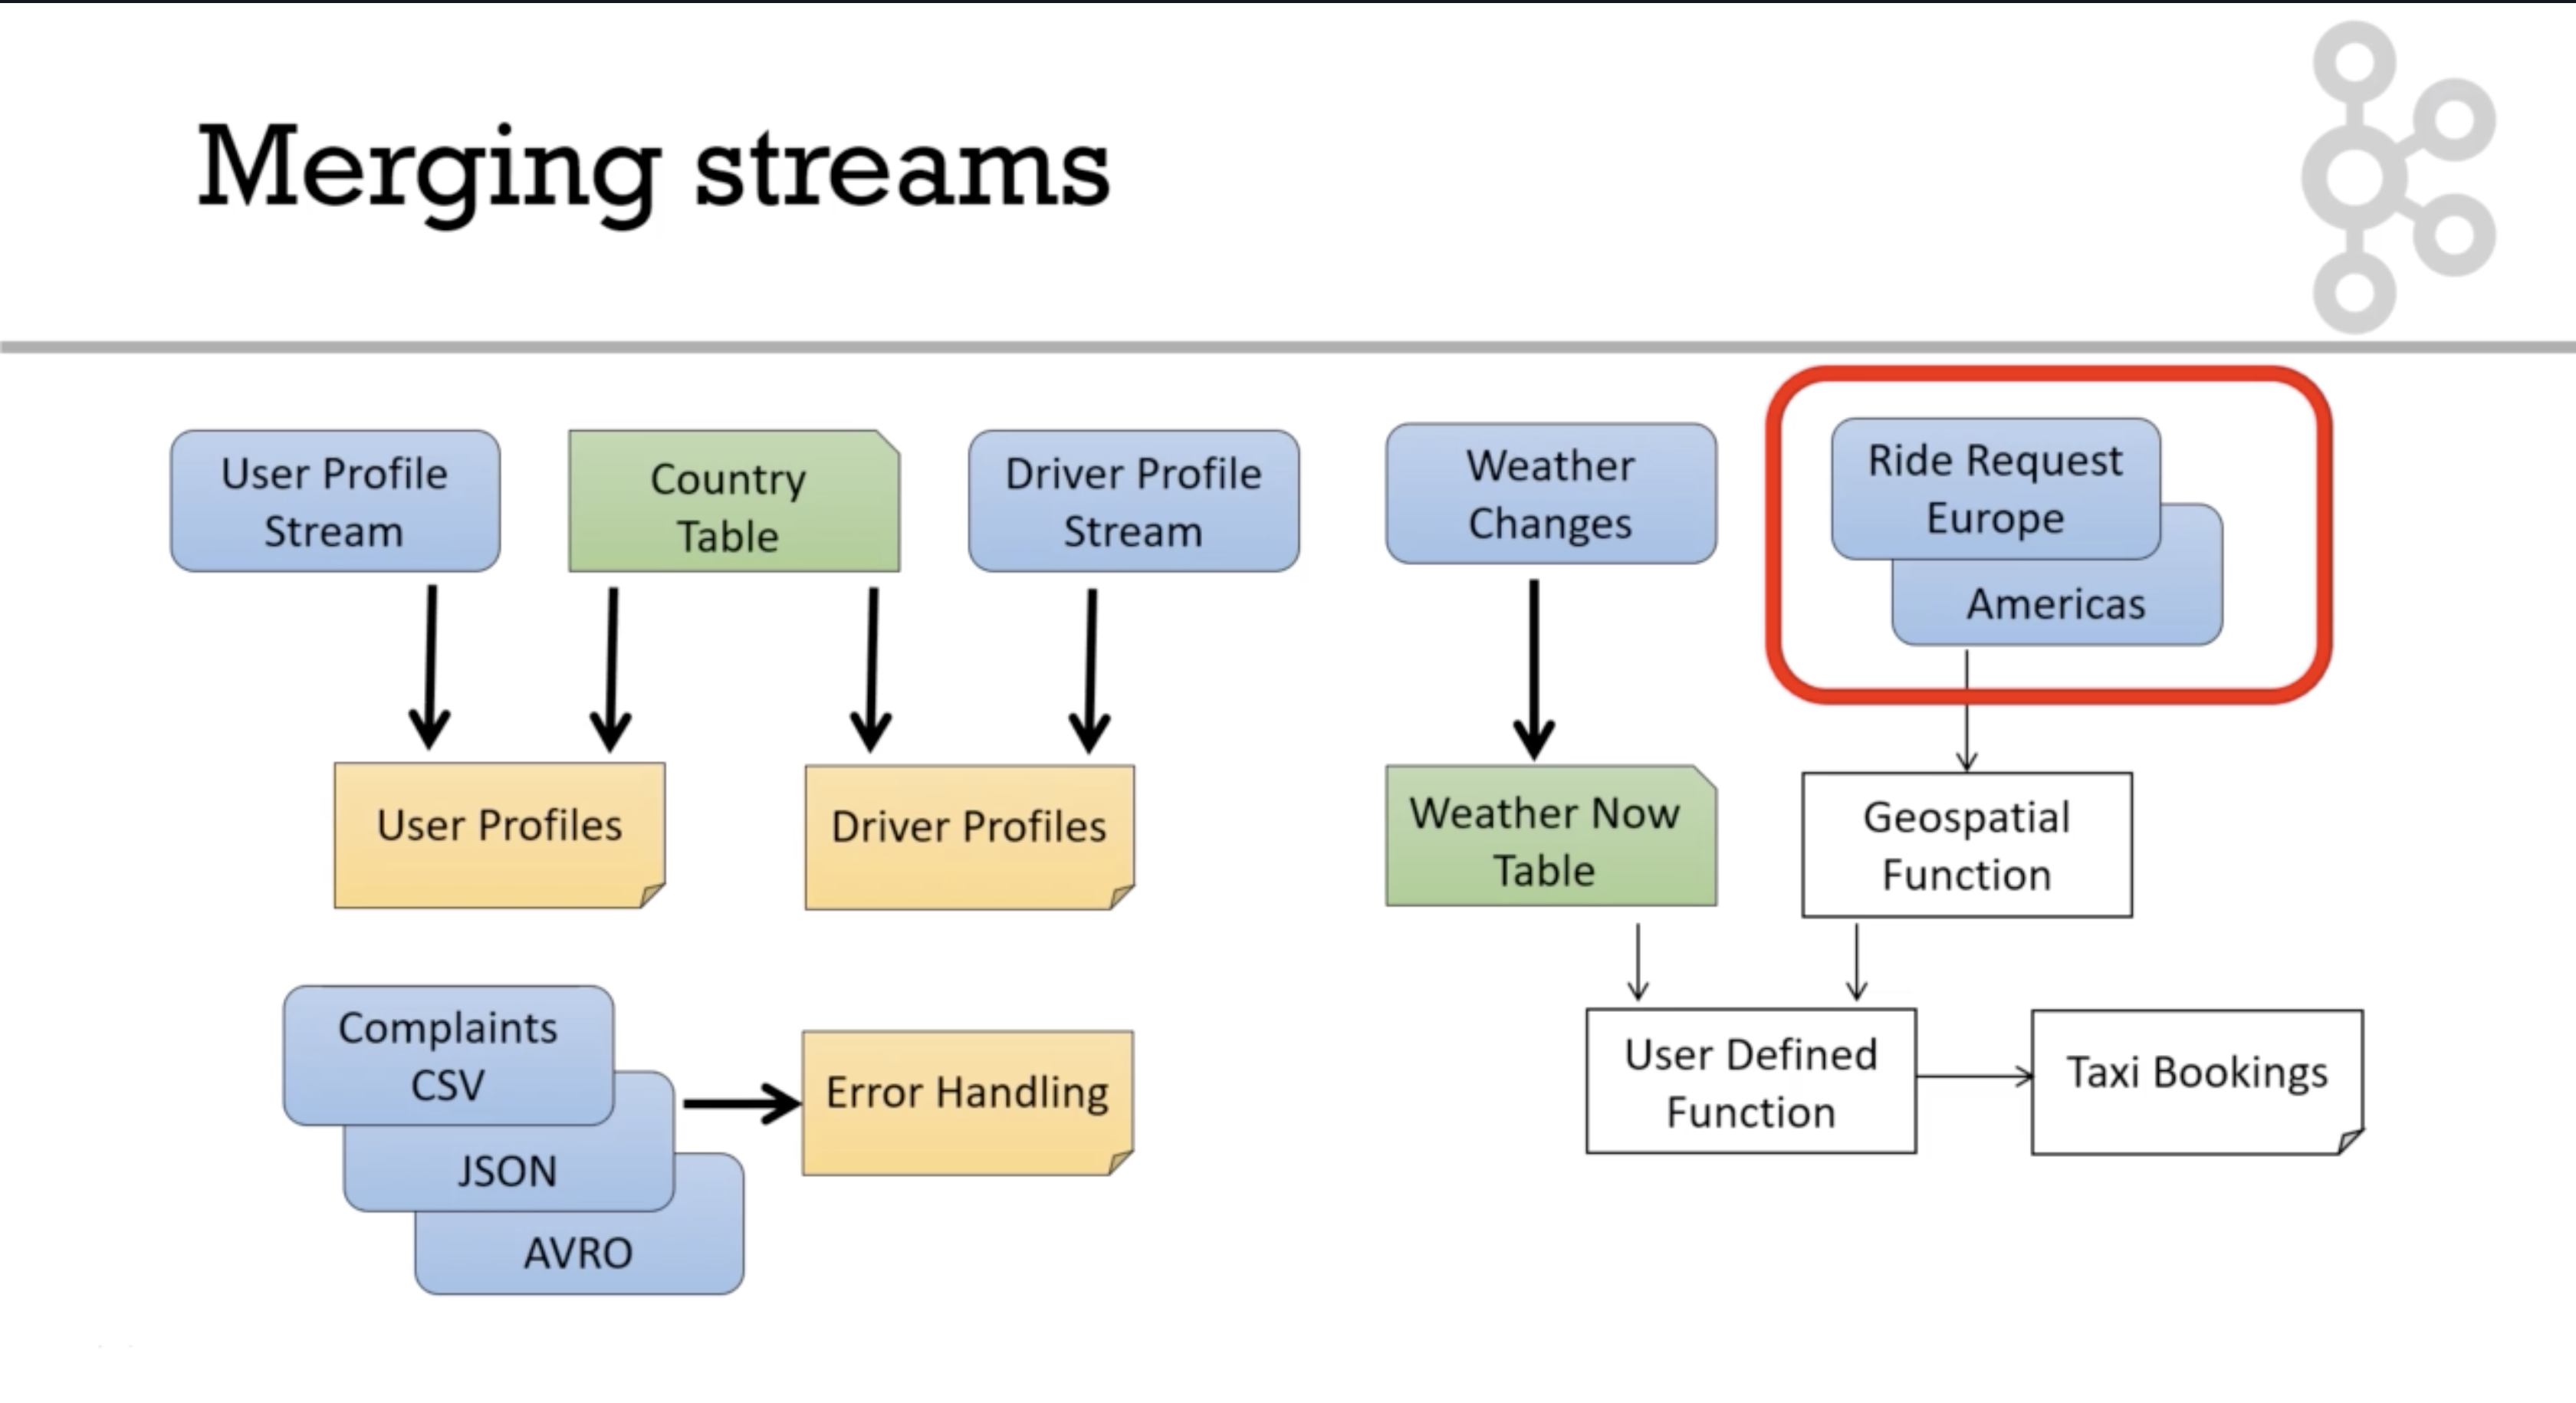 Merging streams
User Profile
Stream
Country
Table
Driver Profile
Stream
Weather
Changes
Ride Request
Europe
Americas
User Profiles
Driver Profiles
Weather Now
Table
Geospatial
Function
Complaints
CSV
JSON
AVRO
Error Handling
User Defined
Function
Taxi Bookings